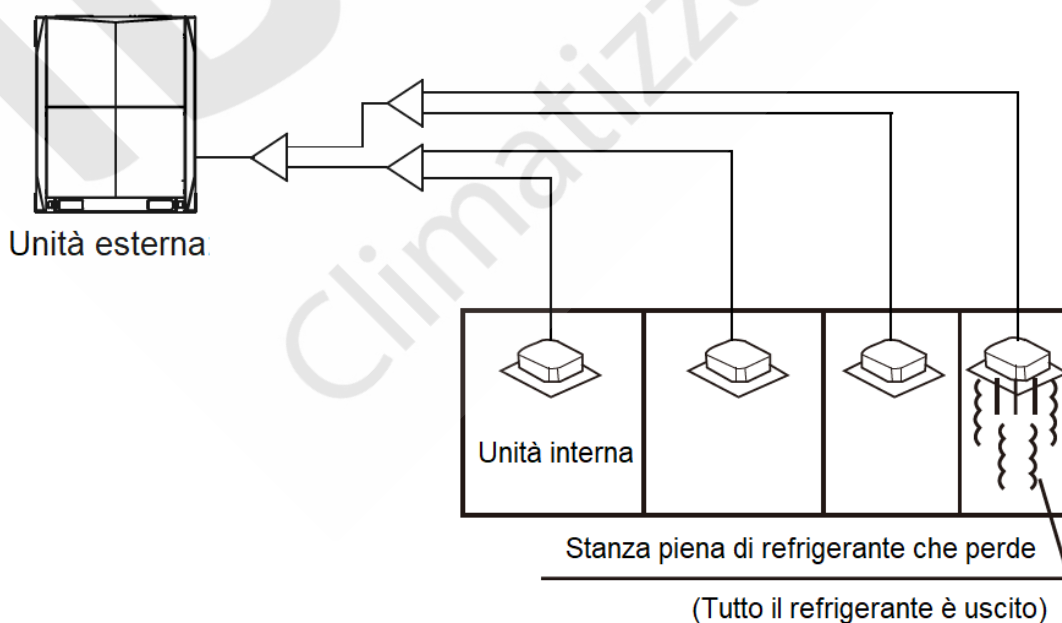 Unità esterna
Unità interna
Stanza piena di refrigerante che perde
(Tutto il refrigerante è uscito)